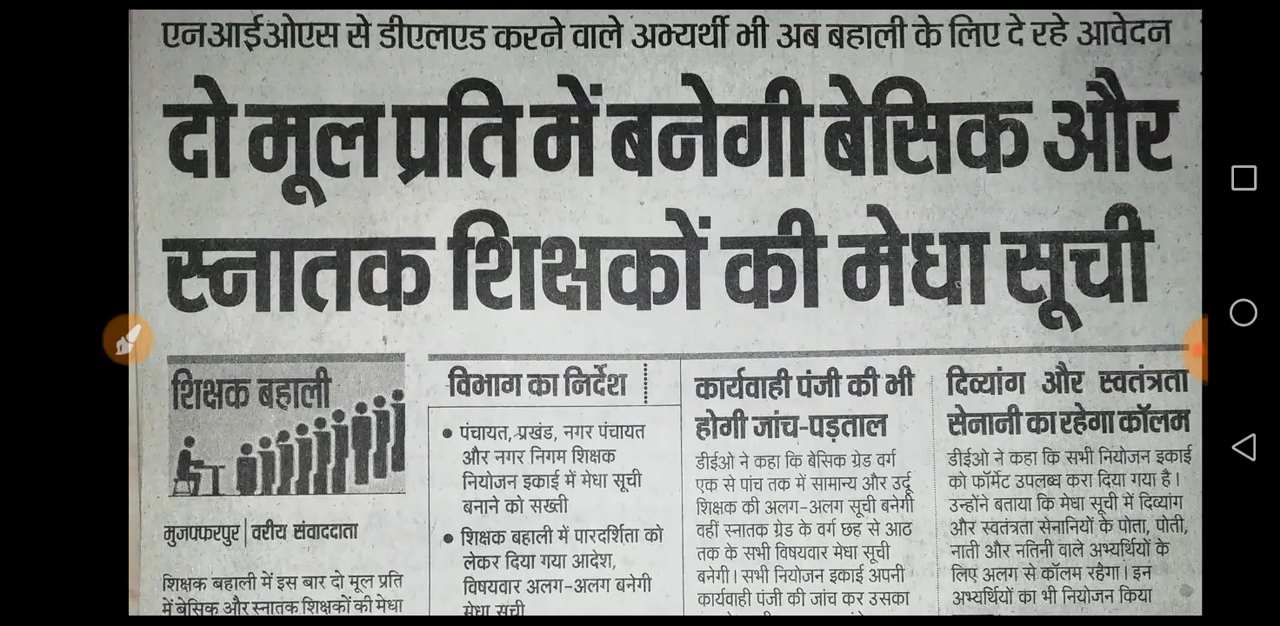 एनआईओएस से डीएलएड करने वाले अभ्यर्थी भी अब बहाली के लिए दे रहे आवेदन
दो मूल प्रति में बनेगी बेसिक और
स्नातक शिक्षकों की मेधा सूची
शिक्षक बहाली
मुजफ्फरपुर | वरीय संवाददाता
शिक्षक बहाली में इस बार दो मूल प्रति
में बेसिक और स्नातक शिक्षकों की मेधा
विभाग का निर्देश
• पंचायत, प्रखंड, नगर पंचायत
और नगर निगम शिक्षक
नियोजन इकाई में मेधा सूची
बनाने को सख्ती
• शिक्षक बहाली में पारदर्शिता को
लेकर दिया गया आदेश,
विषयवार अलग-अलग बनेगी
मेधा सूची
कार्यवाही पंजी की भी
होगी जांच-पड़ताल
डीईओ ने कहा कि बेसिक ग्रेड वर्ग
एक से पांच तक में सामान्य और उर्दू
शिक्षक की अलग-अलग सूची बनेगी
वहीं स्नातक ग्रेड के वर्ग छह से आठ
तक के सभी विषयवार मेधा सूची
बनेगी। सभी नियोजन इकाई अपनी
कार्यवाही पंजी की जांच कर उसका
दिव्यांग और स्वतंत्रता
सेनानी का रहेगा कॉलम
डीईओ ने कहा कि सभी नियोजन इकाई
को फॉर्मेट उपलब्ध करा दिया गया है।
उन्होंने बताया कि मेधा सूची में दिव्यांग
और स्वतंत्रता सेनानियों के पोता, पोती,
नाती और नतिनी वाले अभ्यर्थियों के
लिए अलग से कॉलम रहेगा। इन
अभ्यर्थियों का भी नियोजन किया